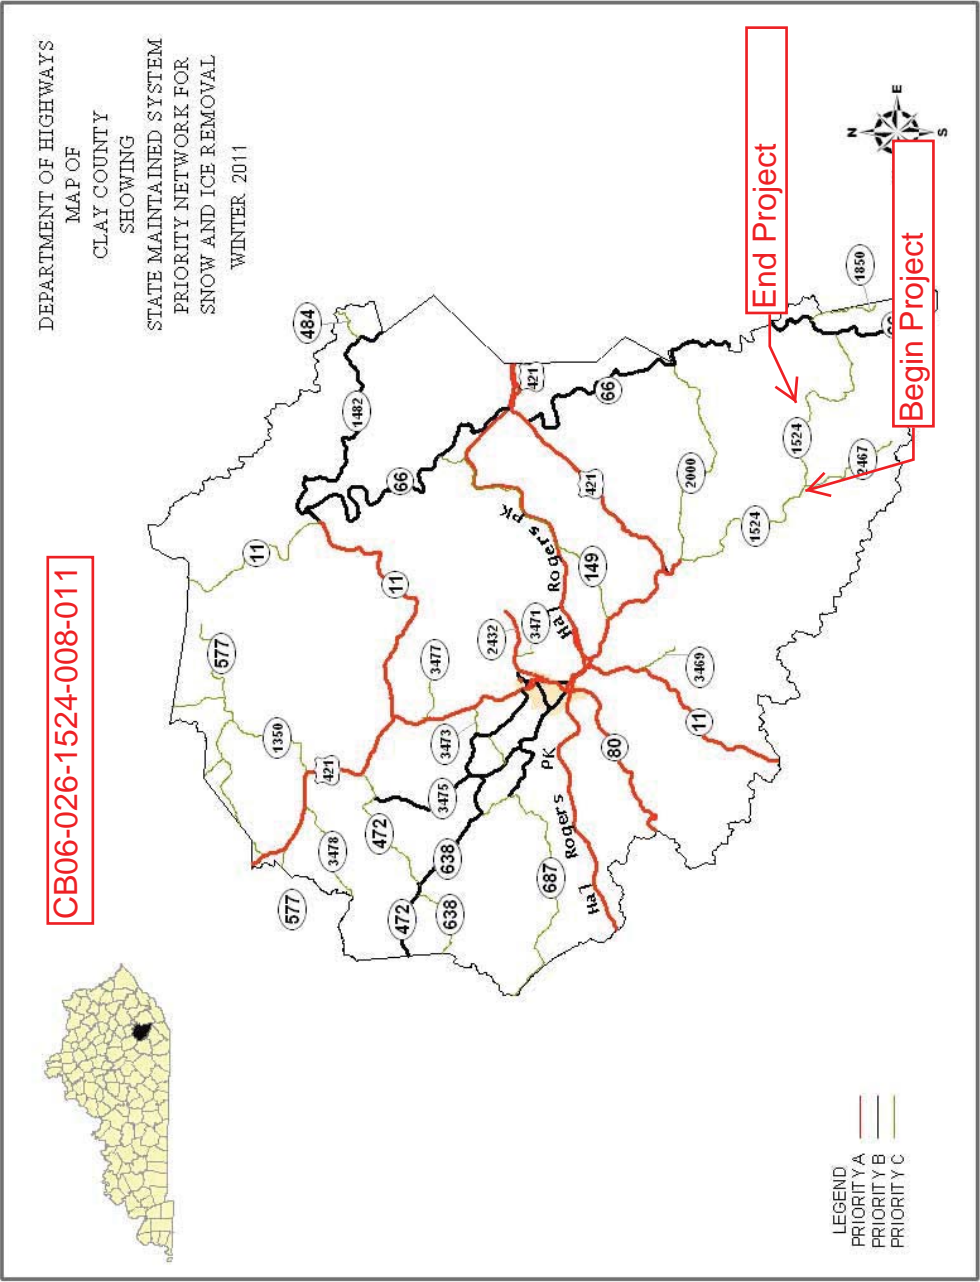 DEPARTMENT OF HIGHWAYS
MAP OF
CLAY COUNTY
SHOWING
STATE MAINTAINED SYSTEM
PRIORITY NETWORK FOR
SNOW AND ICE REMOVAL
WINTER 2011
CB06-026-1524-008-011
577
577
11
484
1350
1482
421
11
3478
472
3477
66
472
638
3475
3473
2432
3471
638
421
687
Hal Rogers PK
Hal Rogers PK
149
421
66
80
11
3469
2000
1524
1524
2467
1850
End Project
Begin Project
N
E
S
LEGEND
PRIORITY A
PRIORITY B
PRIORITY C